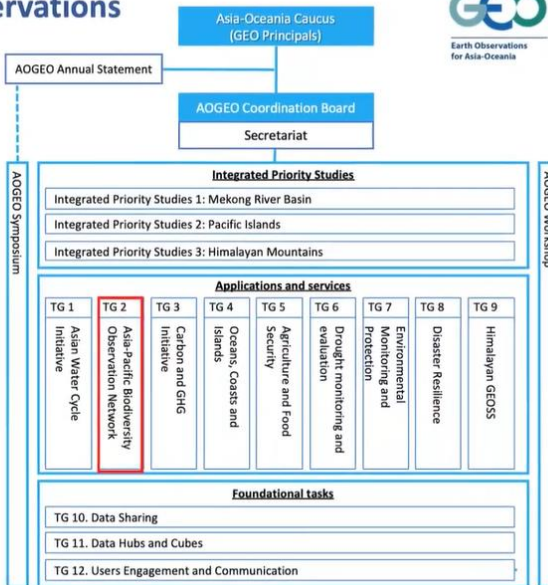 Asia-Oceania Caucus
(GEO Principals)
Earth Observations
for Asia-Oceania
AOGEO Annual Statement
AOGEO Coordination Board
Secretariat
AOGEO Symposium
Integrated Priority Studies
Integrated Priority Studies 1: Mekong River Basin
Integrated Priority Studies 2: Pacific Islands
Integrated Priority Studies 3: Himalayan Mountains
Applications and services
TG 1
Asian Water Cycle
Initiative
TG 2
Asia-Pacific Biodiversity
Observation Network
TG 3
Carbon and GHG
Initiative
TG 4
Oceans, Coasts and
Islands
TG 5
Agriculture and Food
Security
TG 6
Drought monitoring and
evaluation
TG 7
Environmental
Monitoring and
Protection
TG 8
Disaster Resilience
TG 9
Himalayan GEOSS
Foundational tasks
TG 10. Data Sharing
TG 11. Data Hubs and Cubes
TG 12. Users Engagement and Communication